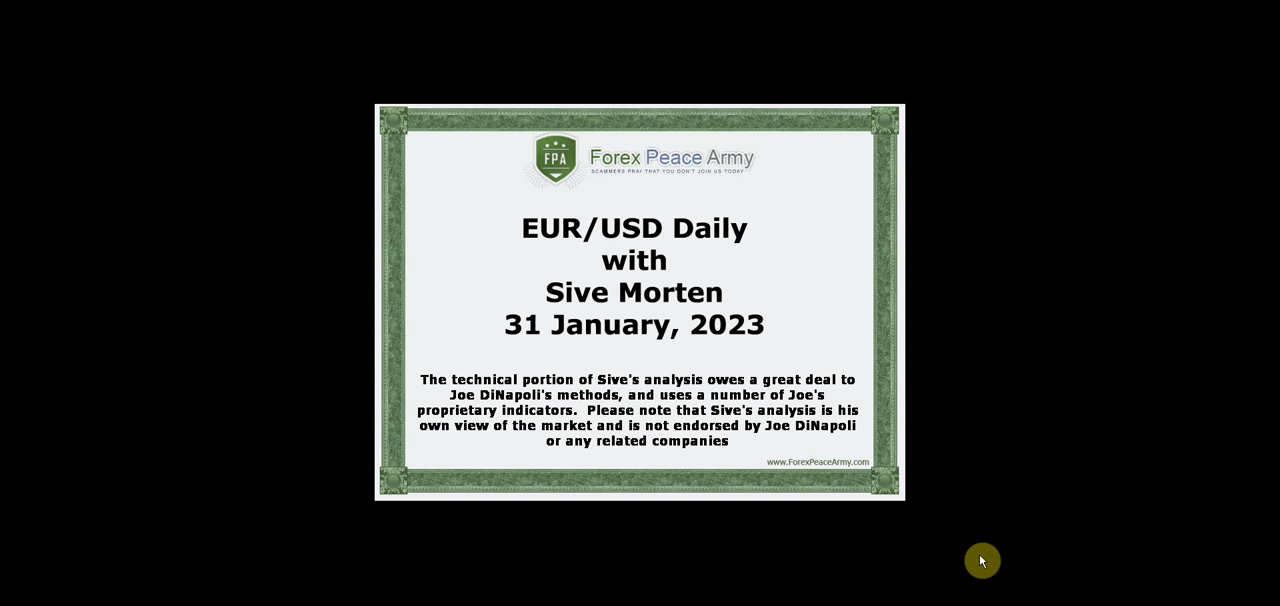 FPA
Forex Peace Army
SCAMMERS PRAY THAT YOU DON'T JOIN US TODAY
EUR/USD Daily
with
Sive Morten
31 January, 2023
The technical portion of Sive's analysis owes a great deal to
Joe DiNapoli's methods, and uses a number of Joe's
proprietary indicators.  Please note that Sive's analysis is his
own view of the market and is not endorsed by Joe DiNapoli
or any related companies
www.ForexPeaceArmy.com